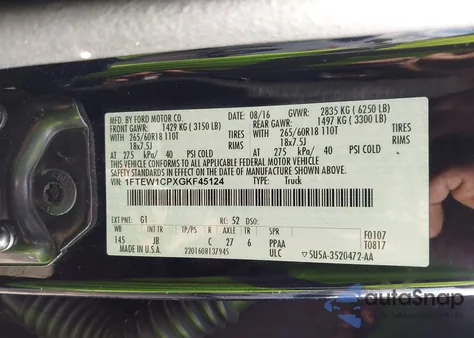 MFD. BY FORD MOTOR CO.
DATE: 08/16 GVWR: 2835 KG ( 6250 LB)
FRONT GAWR: 1429 KG ( 3150 LB) REAR GAWR: 1497 KG ( 3300 LB)
WITH WITH
265/60R18 110T TIRES 265/60R18 110T TIRES
18x7.5J RIMS 18x7.5J RIMS
AT 275 kPa/ 40 PSI COLD AT 275 kPa/ 40 PSI COLD
THIS VEHICLE CONFORMS TO ALL APPLICABLE FEDERAL MOTOR VEHICLE
SAFETY STANDARDS IN EFFECT ON THE DATE OF MANUFACTURE SHOWN ABOVE.
VIN: 1FTEW1CPXGKF45124 TYPE: Truck
EXT PNT: G1 RC: 52 DSO:
WB INT TR TP/PS R AXLE TR SPR F0107
145 JB C 27 6 PPAA T0817
MADE IN U.S.A. ULC 5U5A-3520472-AA
2201608137945
autoSnap